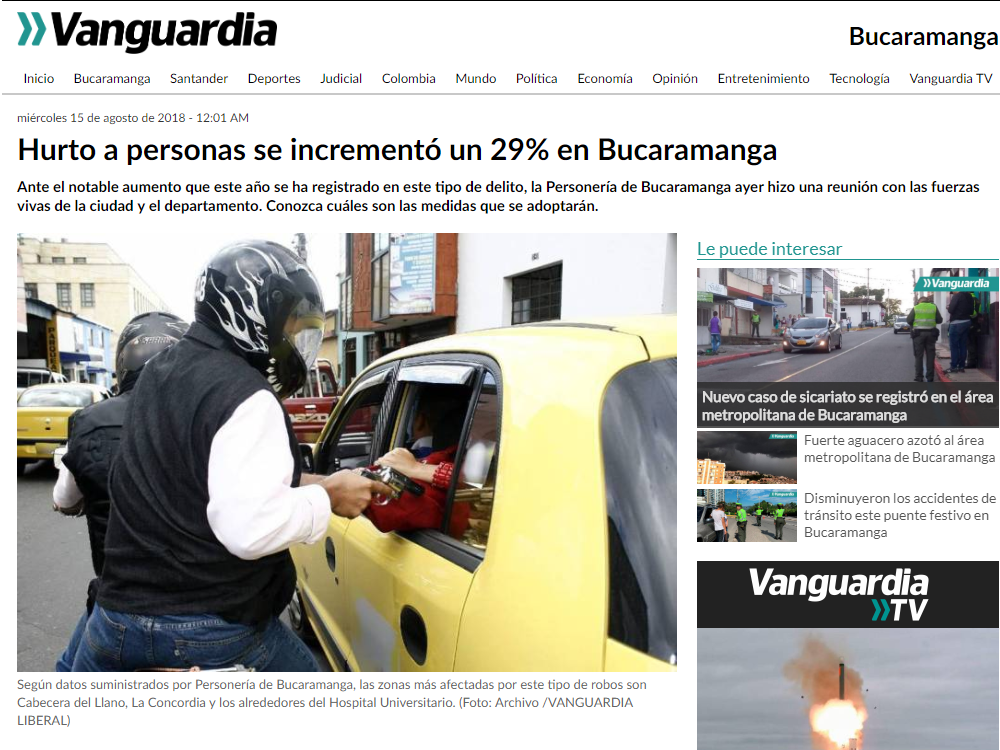 Vanguardia
Bucaramanga
Inicio Bucaramanga Santander Deportes Judicial Colombia Mundo Política Economía Opinión Entretenimiento Tecnología Vanguardia TV
miércoles 15 de agosto de 2018 - 12:01 AM
Hurto a personas se incrementó un 29% en Bucaramanga
Ante el notable aumento que este año se ha registrado en este tipo de delito, la Personería de Bucaramanga ayer hizo una reunión con las fuerzas
vivas de la ciudad y el departamento. Conozca cuáles son las medidas que se adoptarán.
PARQUEA
Le puede interesar
Vanguardia
Nuevo caso de sicariato se registró en el área
metropolitana de Bucaramanga
Vanguardia
Fuerte aguacero azotó al área
metropolitana de Bucaramanga
Vanguardia
Disminuyeron los accidentes de
tránsito este puente festivo en
Bucaramanga
Vanguardia
TV
Según datos suministrados por Personería de Bucaramanga, las zonas más afectadas por este tipo de robos son
Cabecera del Llano, La Concordia y los alrededores del Hospital Universitario. (Foto: Archivo /VANGUARDIA
LIBERAL)